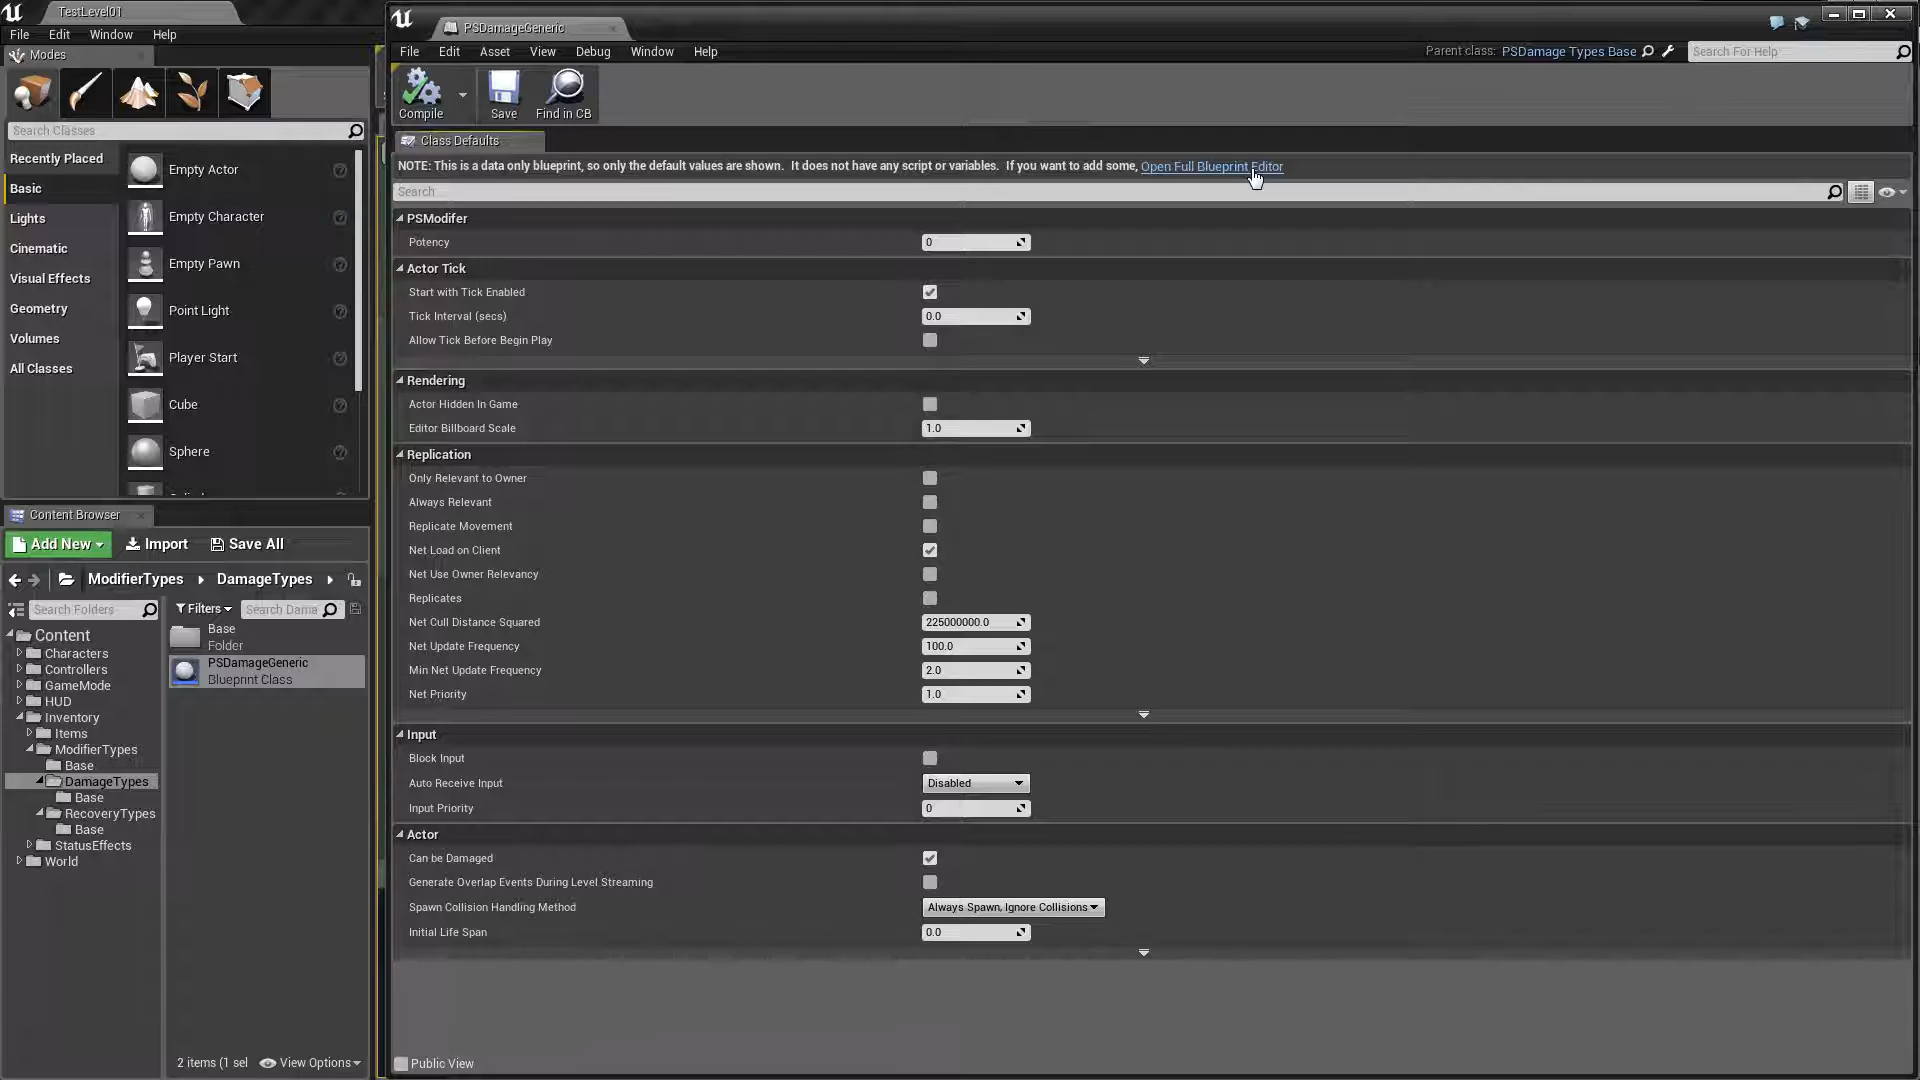 TestLevel01
File Edit Window Help
Modes
Search Classes
Recently Placed
Basic
Lights
Cinematic
Visual Effects
Geometry
Volumes
All Classes
Empty Actor
Empty Character
Empty Pawn
Point Light
Player Start
Cube
Sphere
Content Browser
Add New Import Save All
ModifierTypes DamageTypes
Search Folders
Filters Search Dama
Content
Characters
Controllers
GameMode
HUD
Inventory
Items
ModifierTypes
Base
DamageTypes
Base
RecoveryTypes
Base
StatusEffects
World
Base
Folder
PSDamageGeneric
Blueprint Class
2 items (1 sel View Options
PSDamageGeneric
File Edit Asset View Debug Window Help
Parent class: PSDamage Types Base Search For Help
Compile Save Find in CB
Class Defaults
NOTE: This is a data only blueprint, so only the default values are shown. It does not have any script or variables. If you want to add some, Open Full Blueprint Editor
Search
PSModifer
Potency 0
Actor Tick
Start with Tick Enabled
Tick Interval (secs) 0.0
Allow Tick Before Begin Play
Rendering
Actor Hidden In Game
Editor Billboard Scale 1.0
Replication
Only Relevant to Owner
Always Relevant
Replicate Movement
Net Load on Client
Net Use Owner Relevancy
Replicates
Net Cull Distance Squared 225000000.0
Net Update Frequency 100.0
Min Net Update Frequency 2.0
Net Priority 1.0
Input
Block Input
Auto Receive Input Disabled
Input Priority 0
Actor
Can be Damaged
Generate Overlap Events During Level Streaming
Spawn Collision Handling Method Always Spawn, Ignore Collisions
Initial Life Span 0.0
Public View